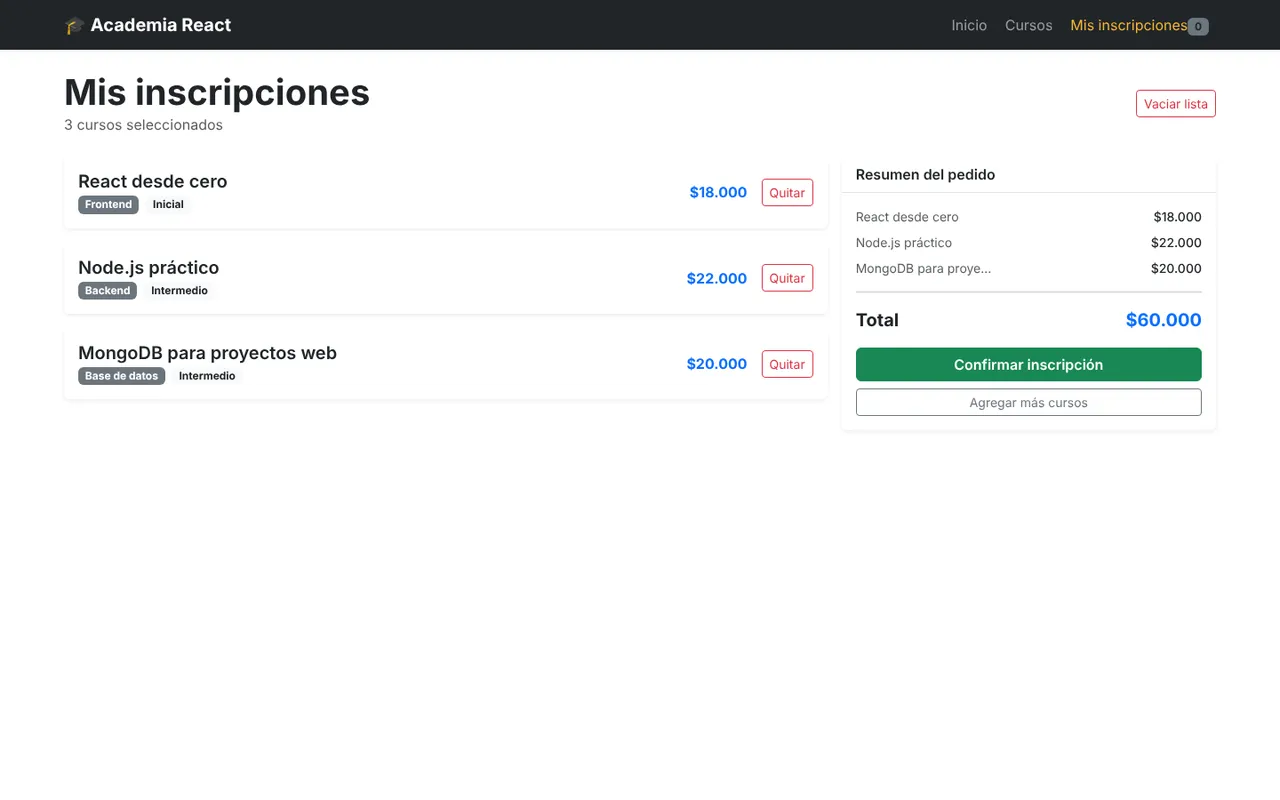 🎓 Academia React
Inicio Cursos Mis inscripciones 0
Mis inscripciones
3 cursos seleccionados
Vaciar lista
React desde cero
Frontend Inicial
$18.000 Quitar
Node.js práctico
Backend Intermedio
$22.000 Quitar
MongoDB para proyectos web
Base de datos Intermedio
$20.000 Quitar
Resumen del pedido
React desde cero $18.000
Node.js práctico $22.000
MongoDB para proye... $20.000
Total $60.000
Confirmar inscripción
Agregar más cursos